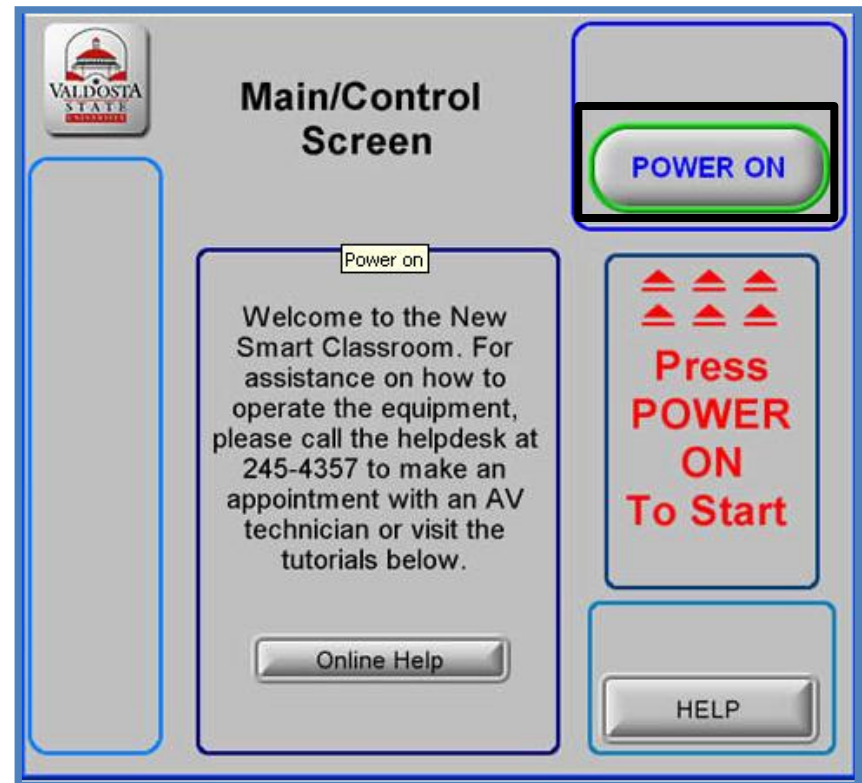 VALDOSTA
STATE
UNIVERSITY
Main/Control
Screen
POWER ON
Power on
Welcome to the New
Smart Classroom. For
assistance on how to
operate the equipment,
please call the helpdesk at
245-4357 to make an
appointment with an AV
technician or visit the
tutorials below.
Online Help
Press
POWER
ON
To Start
HELP